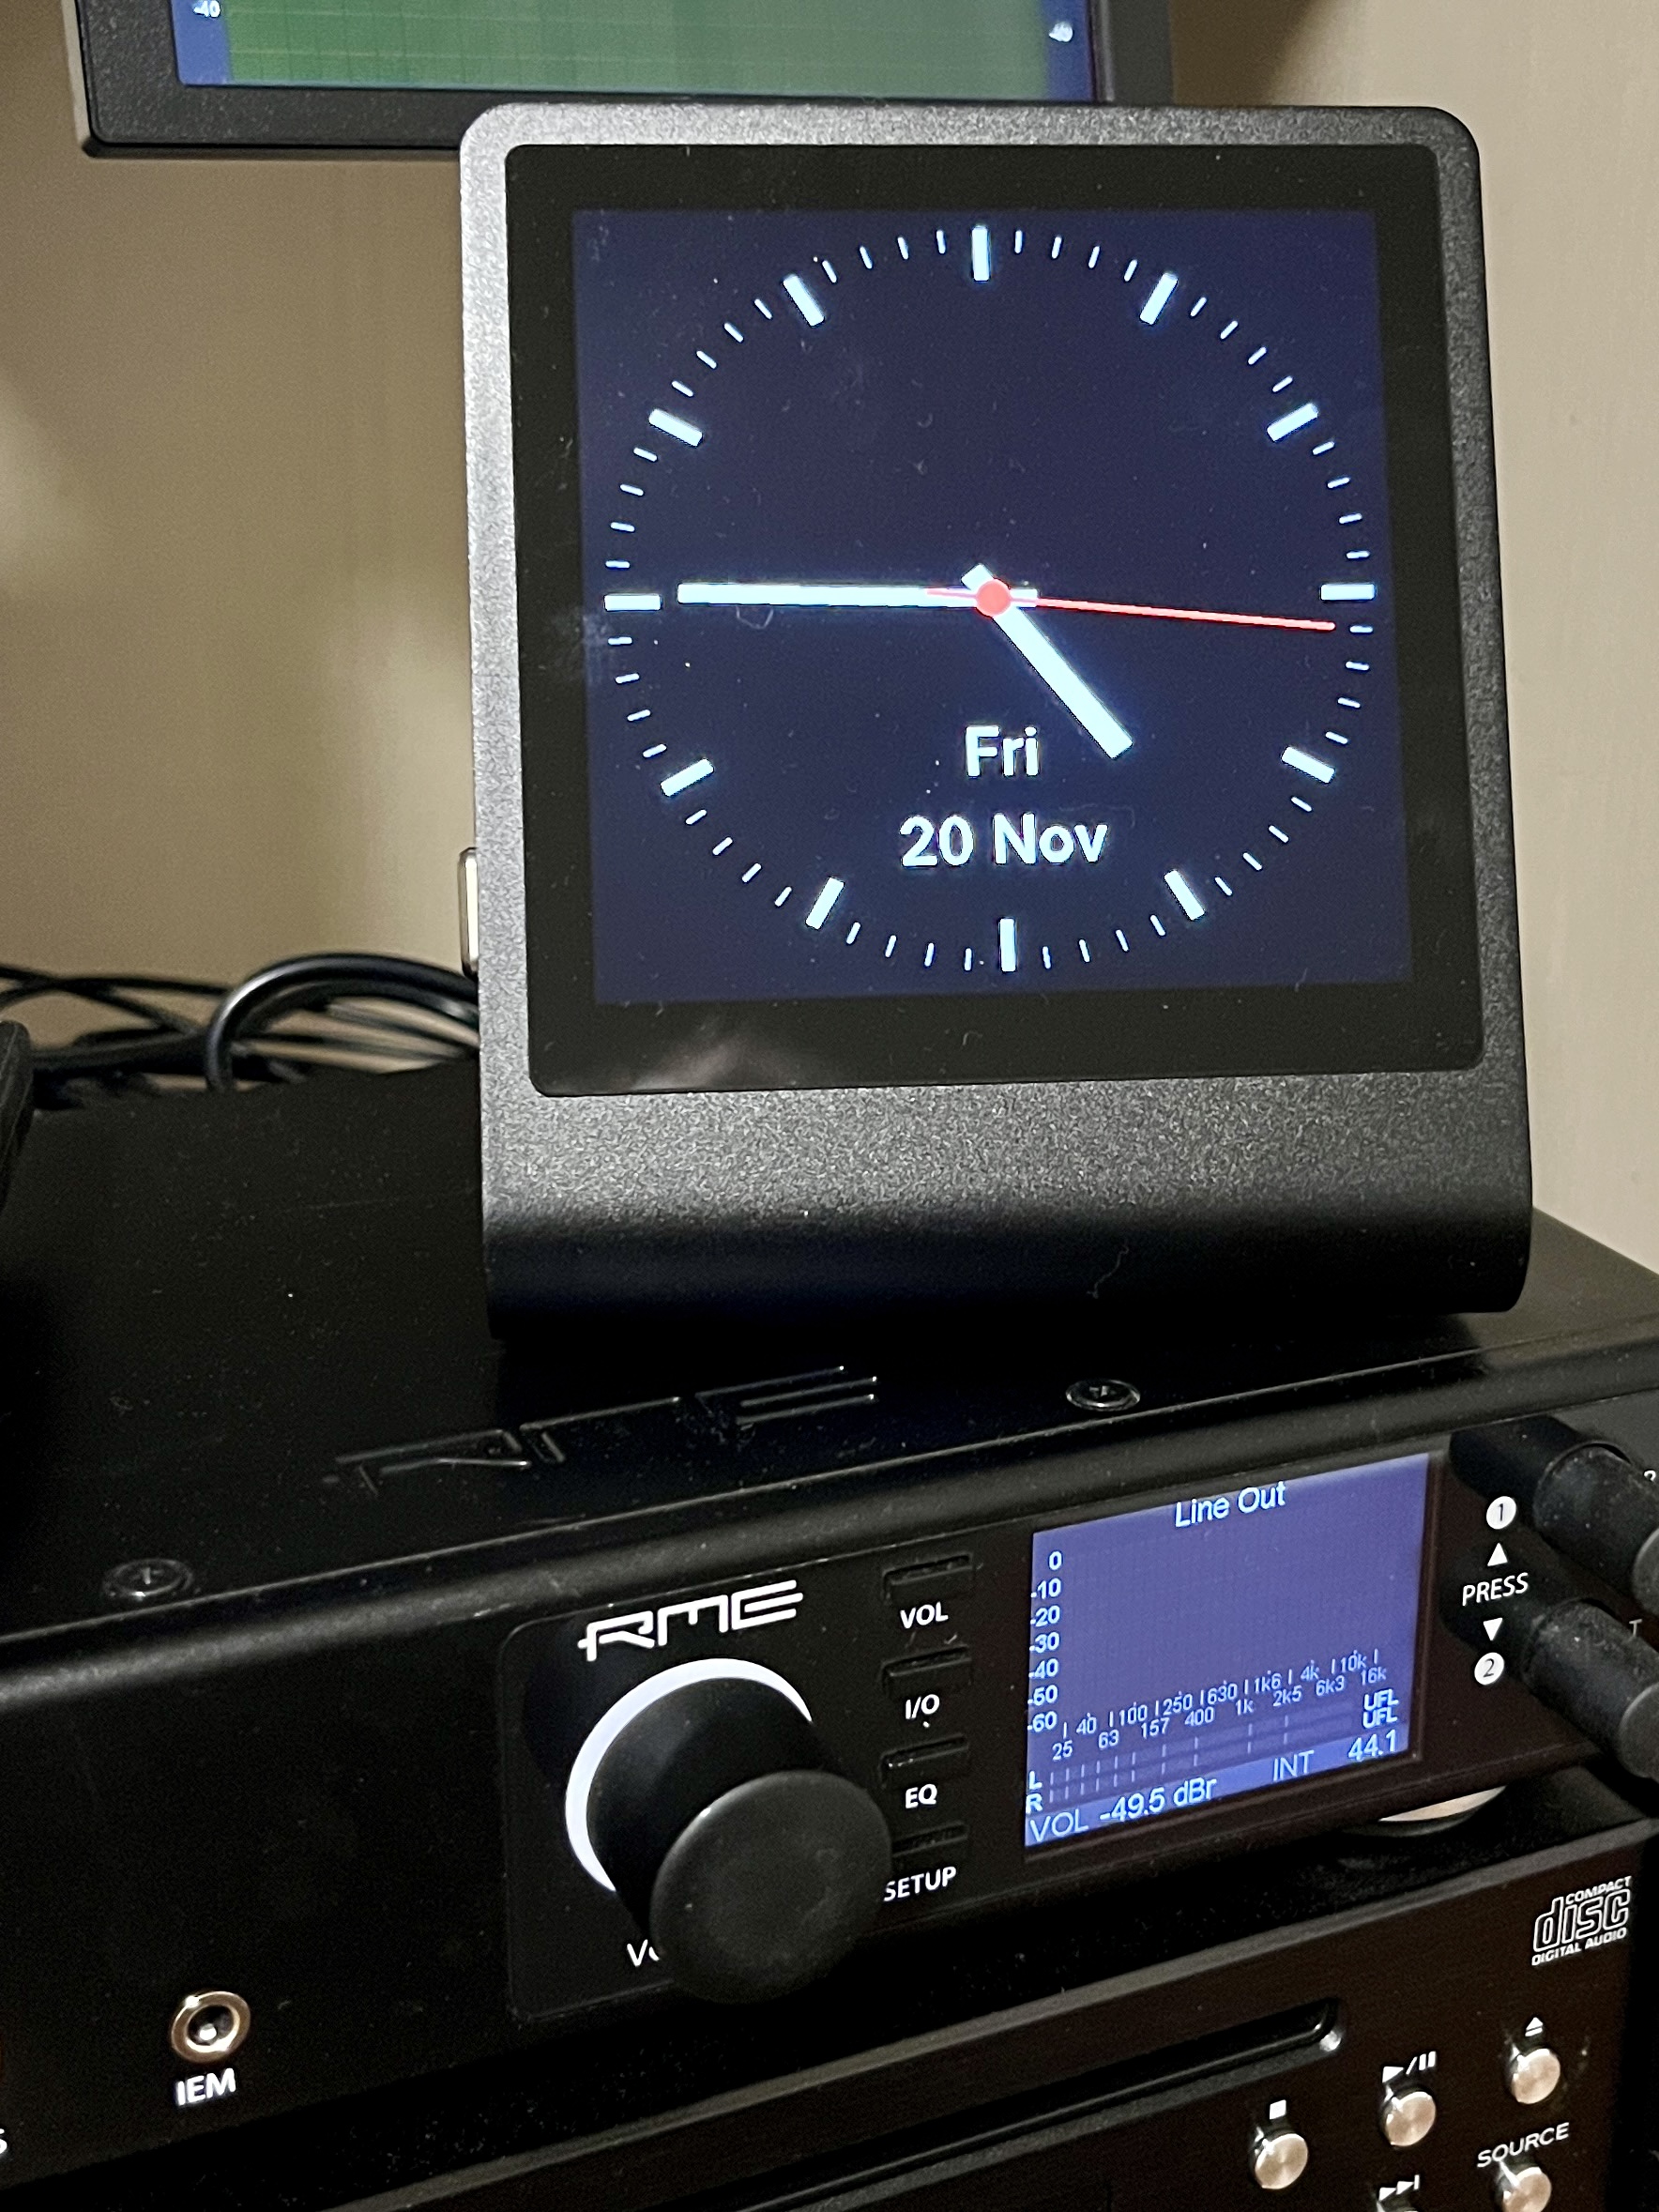 -40
Fri
20 Nov
RME
RME
VOL
I/O
EQ
SETUP
Line Out
0
-10
-20
-30
-40
-50
-60
40 100 250 630 1k6 4k 10k
25 63 157 400 1k 2k5 6k3 16k
UFL
UFL
L
R
VOL -49.5 dBr INT 44.1
1
PRESS
2
IEM
COMPACT
disc
DIGITAL AUDIO
SOURCE